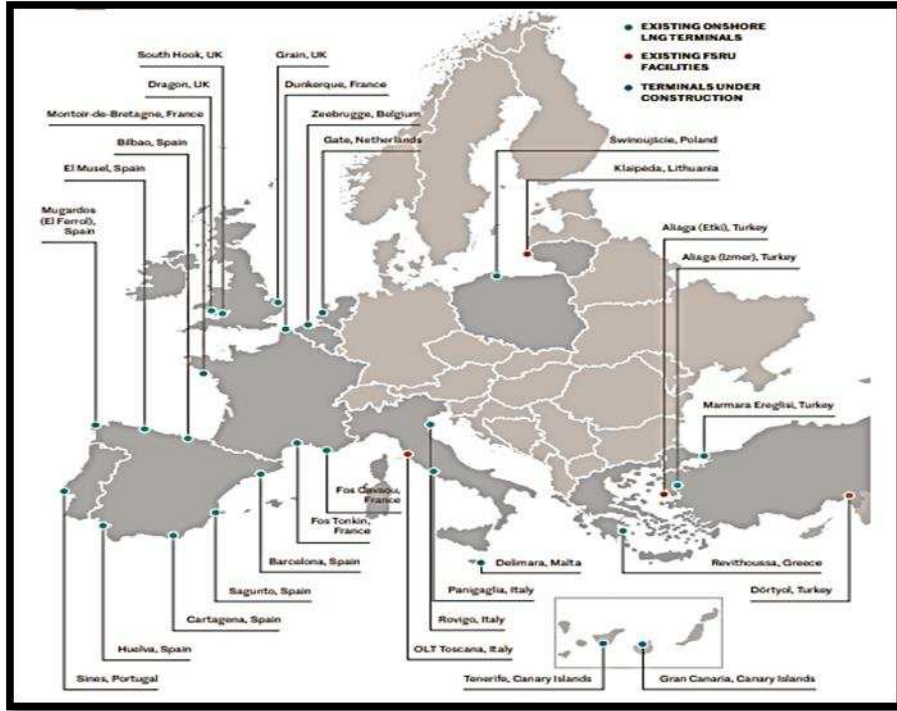 EXISTING ONSHORE
LNG TERMINALS
EXISTING FSRU
FACILITIES
TERMINALS UNDER
CONSTRUCTION
South Hook, UK
Grain, UK
Dragon, UK
Dunkerque, France
Montoir-de-Bretagne, France
Zeebrugge, Belgium
Bilbao, Spain
Gate, Netherlands
Swinoujście, Poland
El Musel, Spain
Klaipėda, Lithuania
Mugardos
(El Ferrol),
Spain
Aliaga (Etki), Turkey
Aliaga (Izmer), Turkey
Marmara Ereglisi, Turkey
Fos Cavaou,
France
Fos Tonkin,
France
Barcelona, Spain
Delimara, Malta
Revithoussa, Greece
Sagunto, Spain
Panigaglia, Italy
Dörtyol, Turkey
Cartagena, Spain
Rovigo, Italy
Huelva, Spain
OLT Toscana, Italy
Sines, Portugal
Tenerife, Canary Islands
Gran Canaria, Canary Islands